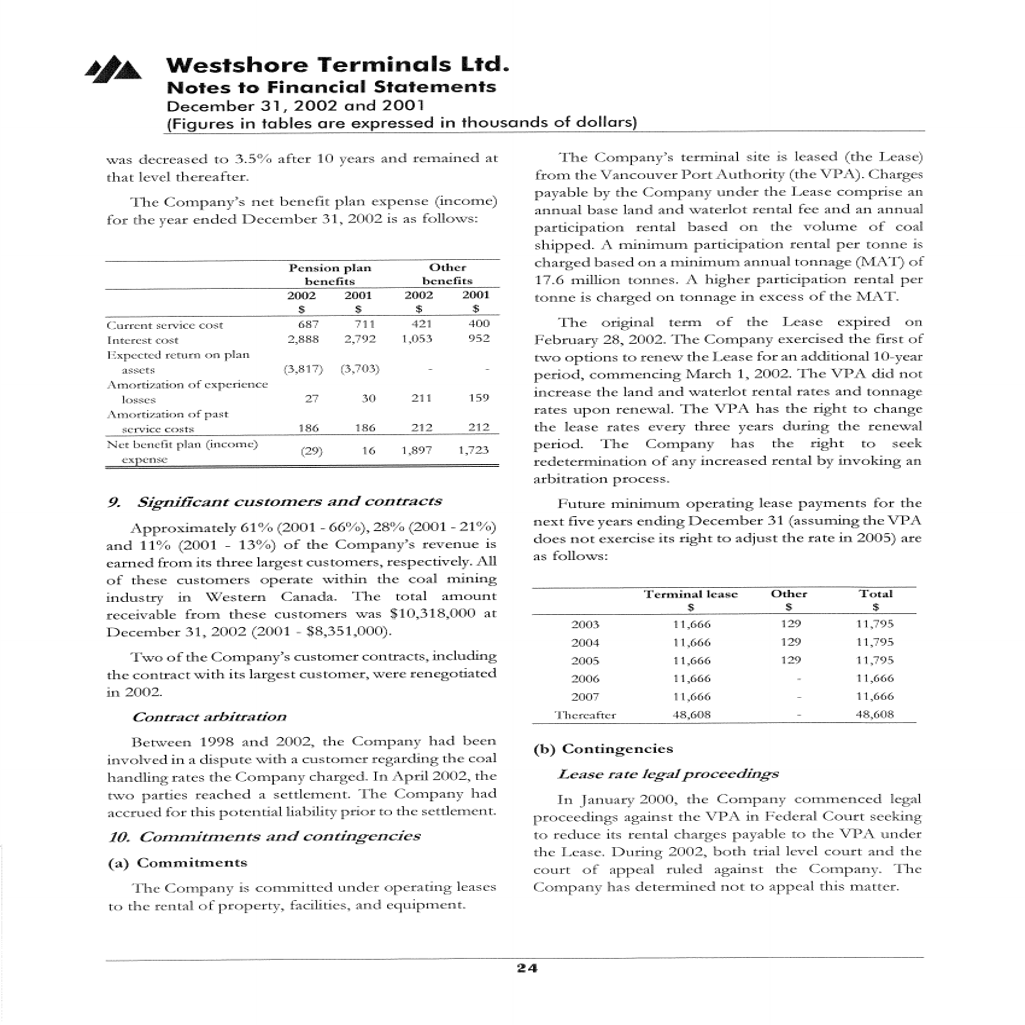 Westshore Terminals Ltd.
Notes to Financial Statements
December 31, 2002 and 2001
(Figures in tables are expressed in thousands of dollars)
was decreased to 3.5% after 10 years and remained at
that level thereafter.
The Company's net benefit plan expense (income)
for the year ended December 31, 2002 is as follows:
Pension plan Other
benefits benefits
2002 2001 2002 2001
$ $ $ $
Current service cost 687 711 421 400
Interest cost 2,888 2,792 1,053 952
Expected return on plan
assets (3,817) (3,703) - -
Amortization of experience
losses 27 30 211 159
Amortization of past
service costs 186 186 212 212
Net benefit plan (income)
expense (29) 16 1,897 1,723
9. Significant customers and contracts
Approximately 61% (2001 - 66%), 28% (2001 - 21%)
and 11% (2001 - 13%) of the Company's revenue is
earned from its three largest customers, respectively. All
of these customers operate within the coal mining
industry in Western Canada. The total amount
receivable from these customers was $10,318,000 at
December 31, 2002 (2001 - $8,351,000).
Two of the Company's customer contracts, including
the contract with its largest customer, were renegotiated
in 2002.
Contract arbitration
Between 1998 and 2002, the Company had been
involved in a dispute with a customer regarding the coal
handling rates the Company charged. In April 2002, the
two parties reached a settlement. The Company had
accrued for this potential liability prior to the settlement.
10. Commitments and contingencies
(a) Commitments
The Company is committed under operating leases
to the rental of property, facilities, and equipment.
The Company's terminal site is leased (the Lease)
from the Vancouver Port Authority (the VPA). Charges
payable by the Company under the Lease comprise an
annual base land and waterlot rental fee and an annual
participation rental based on the volume of coal
shipped. A minimum participation rental per tonne is
charged based on a minimum annual tonnage (MAT) of
17.6 million tonnes. A higher participation rental per
tonne is charged on tonnage in excess of the MAT.
The original term of the Lease expired on
February 28, 2002. The Company exercised the first of
two options to renew the Lease for an additional 10-year
period, commencing March 1, 2002. The VPA did not
increase the land and waterlot rental rates and tonnage
rates upon renewal. The VPA has the right to change
the lease rates every three years during the renewal
period. The Company has the right to seek
redetermination of any increased rental by invoking an
arbitration process.
Future minimum operating lease payments for the
next five years ending December 31 (assuming the VPA
does not exercise its right to adjust the rate in 2005) are
as follows:
Terminal lease Other Total
$ $ $
2003 11,666 129 11,795
2004 11,666 129 11,795
2005 11,666 129 11,795
2006 11,666 - 11,666
2007 11,666 - 11,666
Thereafter 48,608 - 48,608
(b) Contingencies
Lease rate legal proceedings
In January 2000, the Company commenced legal
proceedings against the VPA in Federal Court seeking
to reduce its rental charges payable to the VPA under
the Lease. During 2002, both trial level court and the
court of appeal ruled against the Company. The
Company has determined not to appeal this matter.
24